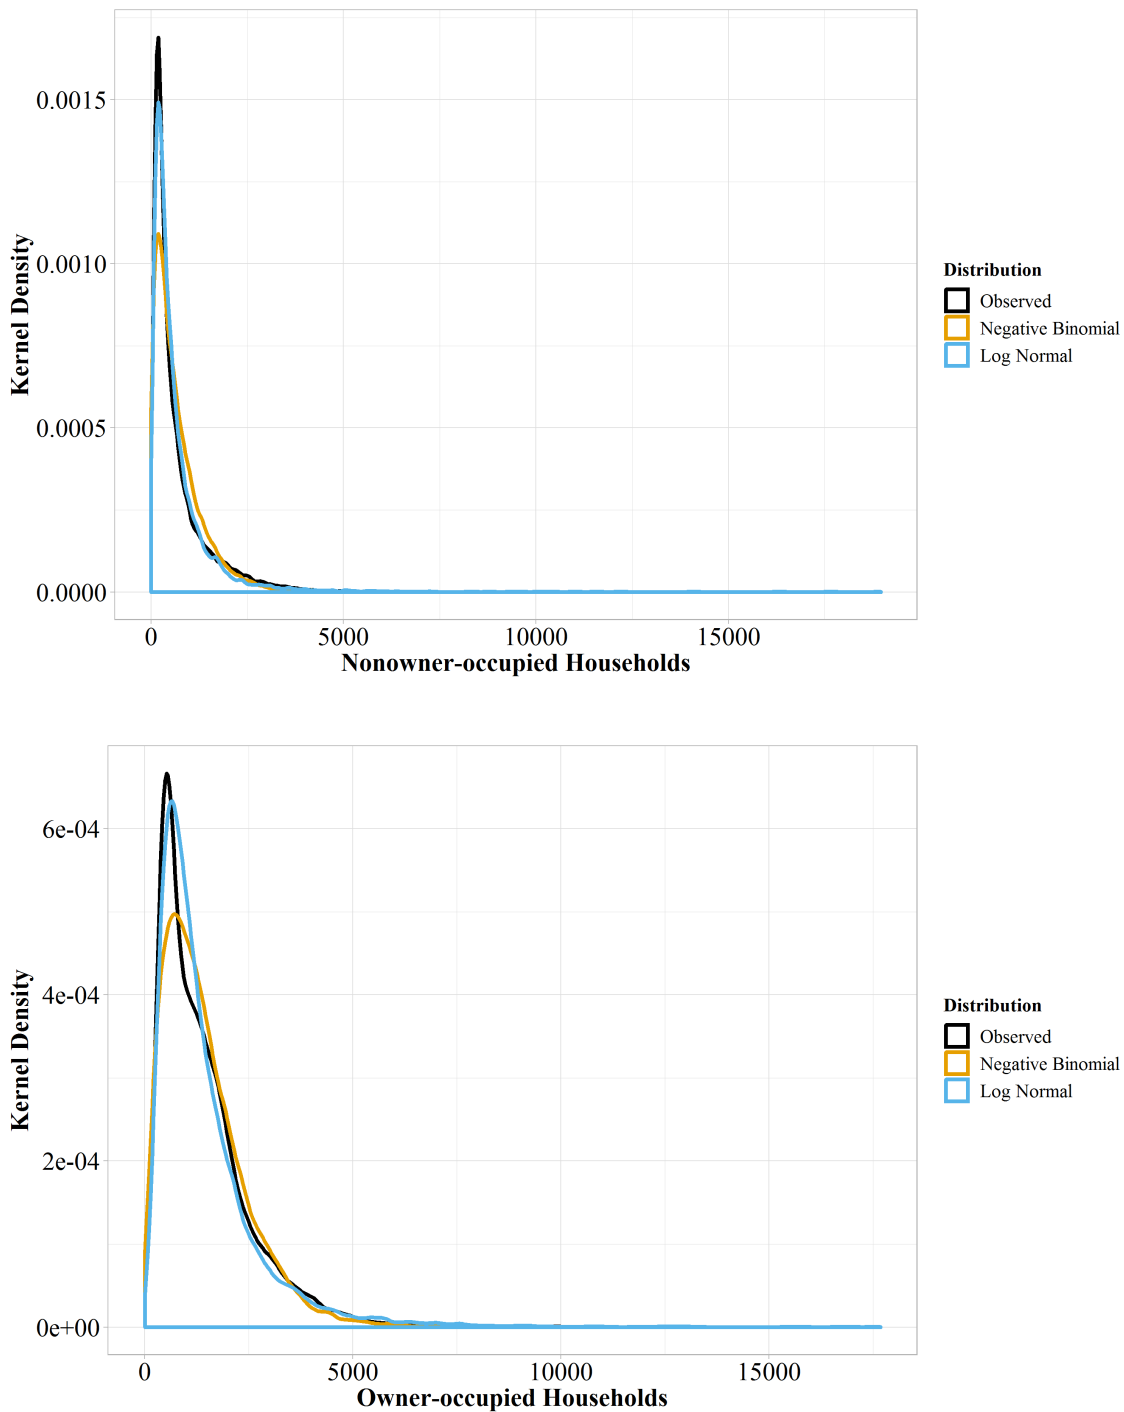 0.0015
0.0010
0.0005
0.0000
Kernel Density
0
5000
10000
15000
Nonowner-occupied Households
Distribution
Observed
Negative Binomial
Log Normal
6e-04
4e-04
2e-04
0e+00
Kernel Density
0
5000
10000
15000
Owner-occupied Households
Distribution
Observed
Negative Binomial
Log Normal